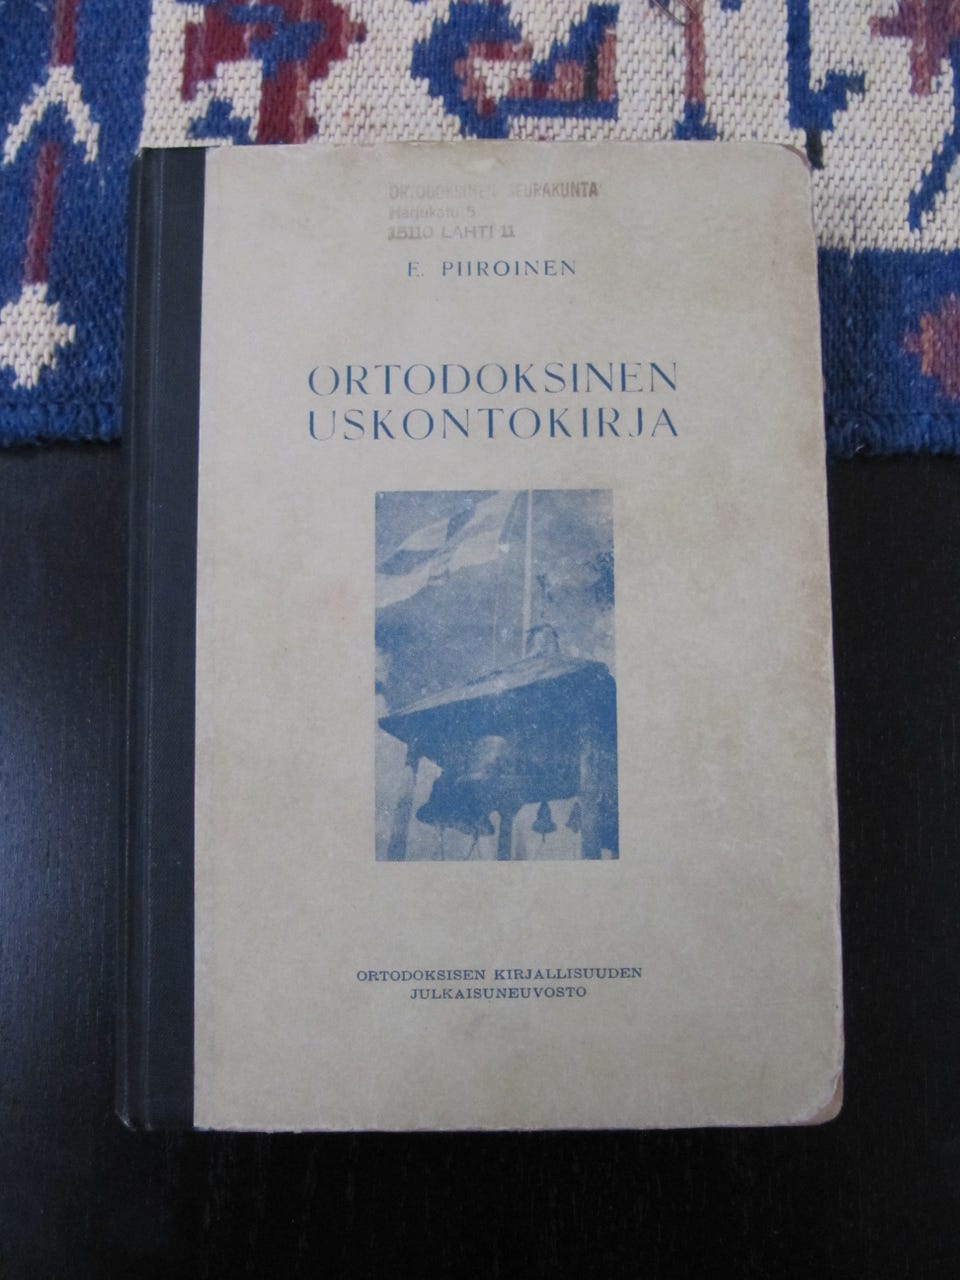 ORTODOKSINEN SEURAKUNTA
Harjukatu 5
15110 LAHTI 11
E. PIIROINEN
ORTODOKSINEN
USKONTOKIRJA
ORTODOKSISEN KIRJALLISUUDEN
JULKAISUNEUVOSTO